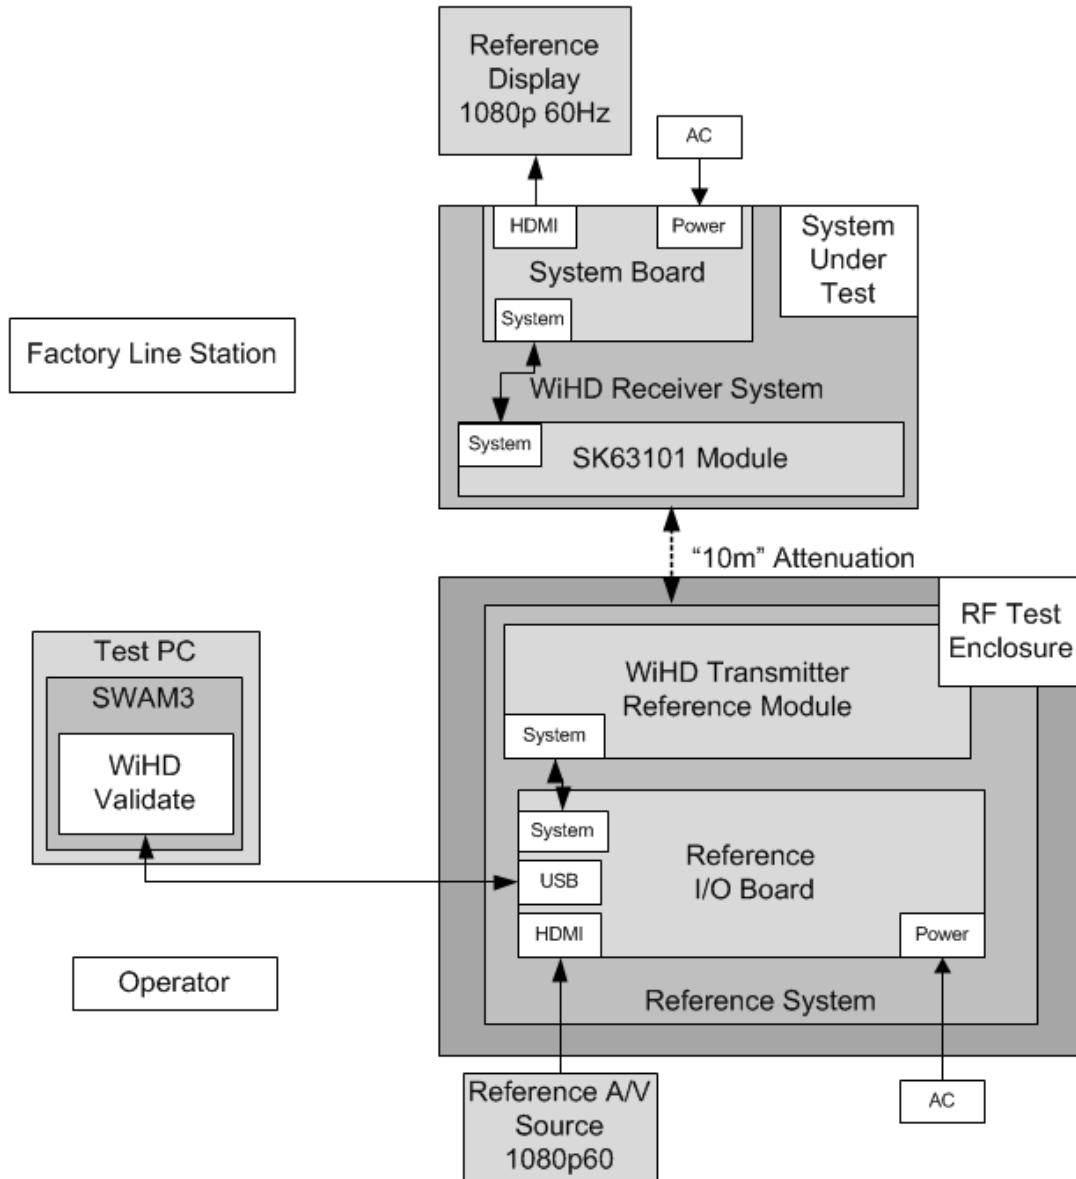 Reference
Display
1080p 60Hz
AC
HDMI
Power
System
Under
Test
System Board
System
Factory Line Station
WiHD Receiver System
System
SK63101 Module
“10m” Attenuation
RF Test
Enclosure
Test PC
SWAM3
WiHD
Validate
WiHD Transmitter
Reference Module
System
System
Reference
I/O Board
USB
HDMI
Power
Operator
Reference System
Reference A/V
Source
1080p60
AC